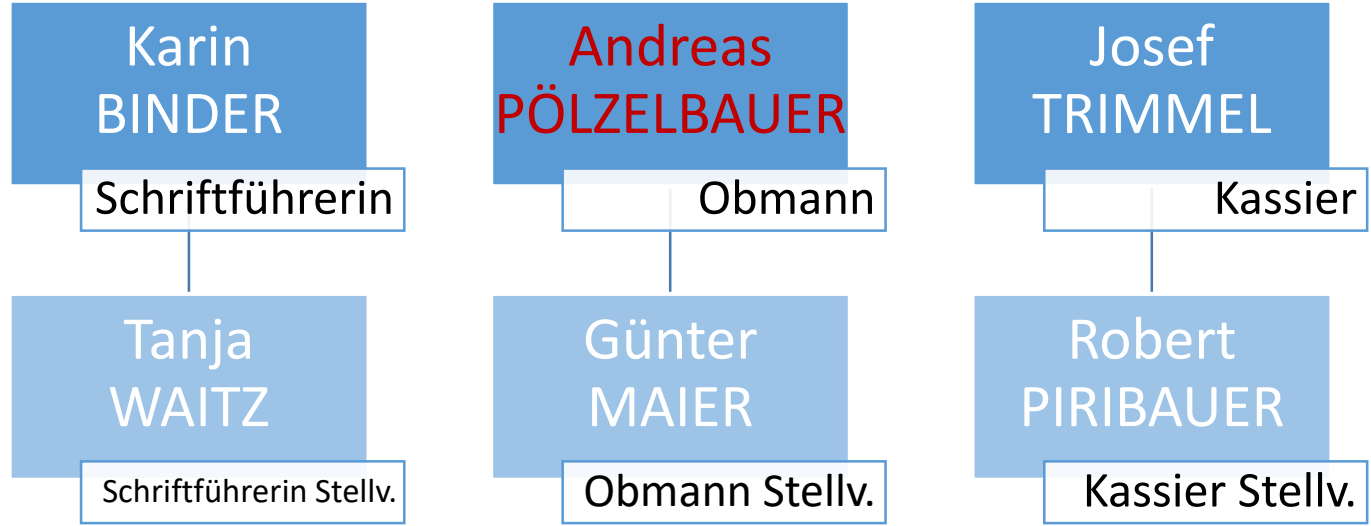 Karin
BINDER
Schriftführerin
Andreas
PÖLZELBAUER
Obmann
Josef
TRIMMEL
Kassier
Tanja
WAITZ
Schriftführerin Stellv.
Günter
MAIER
Obmann Stellv.
Robert
PIRIBAUER
Kassier Stellv.